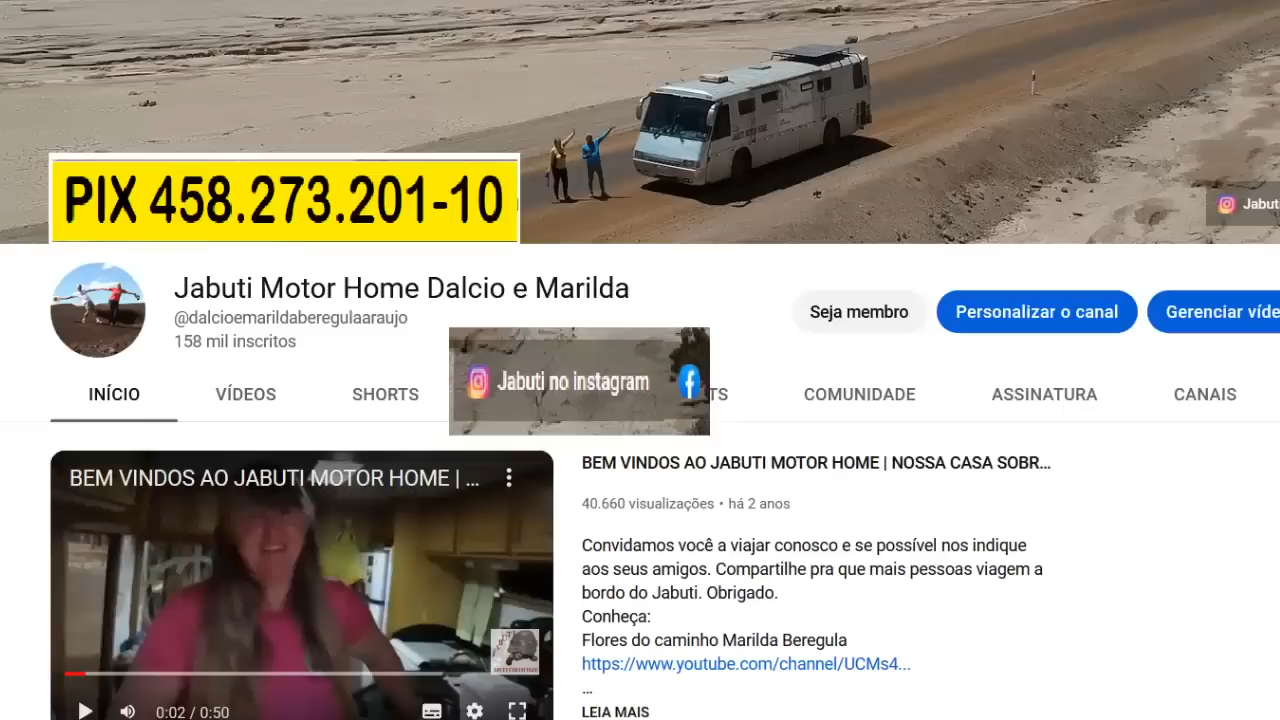 PIX 458.273.201-10
Jabuti
Jabuti Motor Home Dalcio e Marilda
@dalcioemarildaberegulaaraujo
158 mil inscritos
Seja membro
Personalizar o canal
Gerenciar víde
Jabuti no instagram
INÍCIO
VÍDEOS
SHORTS
TS
COMUNIDADE
ASSINATURA
CANAIS
BEM VINDOS AO JABUTI MOTOR HOME | ...
0:02 / 0:50
BEM VINDOS AO JABUTI MOTOR HOME | NOSSA CASA SOBR...
40.660 visualizações • há 2 anos
Convidamos você a viajar conosco e se possível nos indique
aos seus amigos. Compartilhe pra que mais pessoas viagem a
bordo do Jabuti. Obrigado.
Conheça:
Flores do caminho Marilda Beregula
https://www.youtube.com/channel/UCMs4...
...
LEIA MAIS